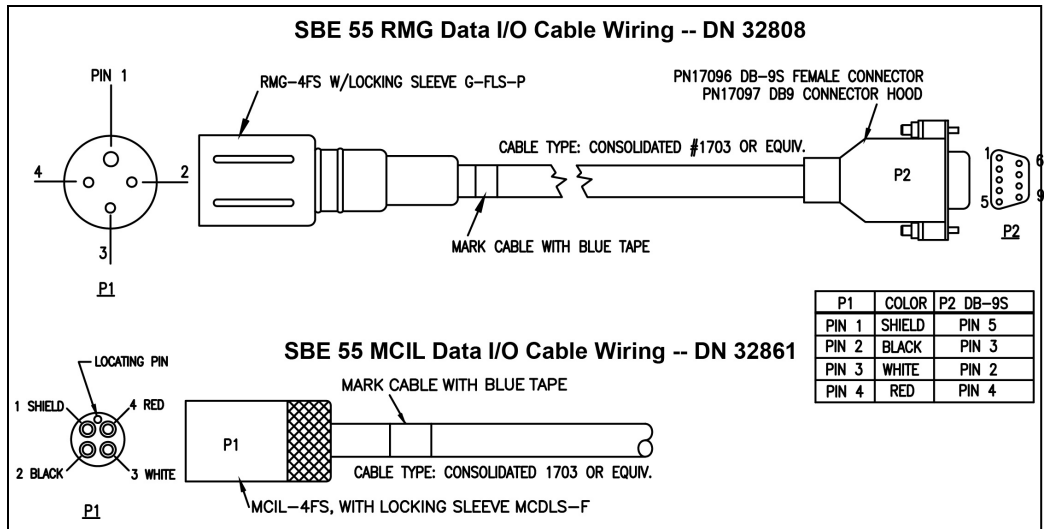 SBE 55 RMG Data I/O Cable Wiring -- DN 32808
PIN 1
RMG-4FS W/LOCKING SLEEVE G-FLS-P
PN17096 DB-9S FEMALE CONNECTOR
PN17097 DB9 CONNECTOR HOOD
CABLE TYPE: CONSOLIDATED #1703 OR EQUIV.
4
2
3
P1
P2
1
6
5
9
P2
MARK CABLE WITH BLUE TAPE
P1 COLOR P2 DB-9S
PIN 1 SHIELD PIN 5
PIN 2 BLACK PIN 3
PIN 3 WHITE PIN 2
PIN 4 RED PIN 4
SBE 55 MCIL Data I/O Cable Wiring -- DN 32861
LOCATING PIN
MARK CABLE WITH BLUE TAPE
1 SHIELD
4 RED
2 BLACK
3 WHITE
P1
P1
CABLE TYPE: CONSOLIDATED 1703 OR EQUIV.
MCIL-4FS, WITH LOCKING SLEEVE MCDLS-F